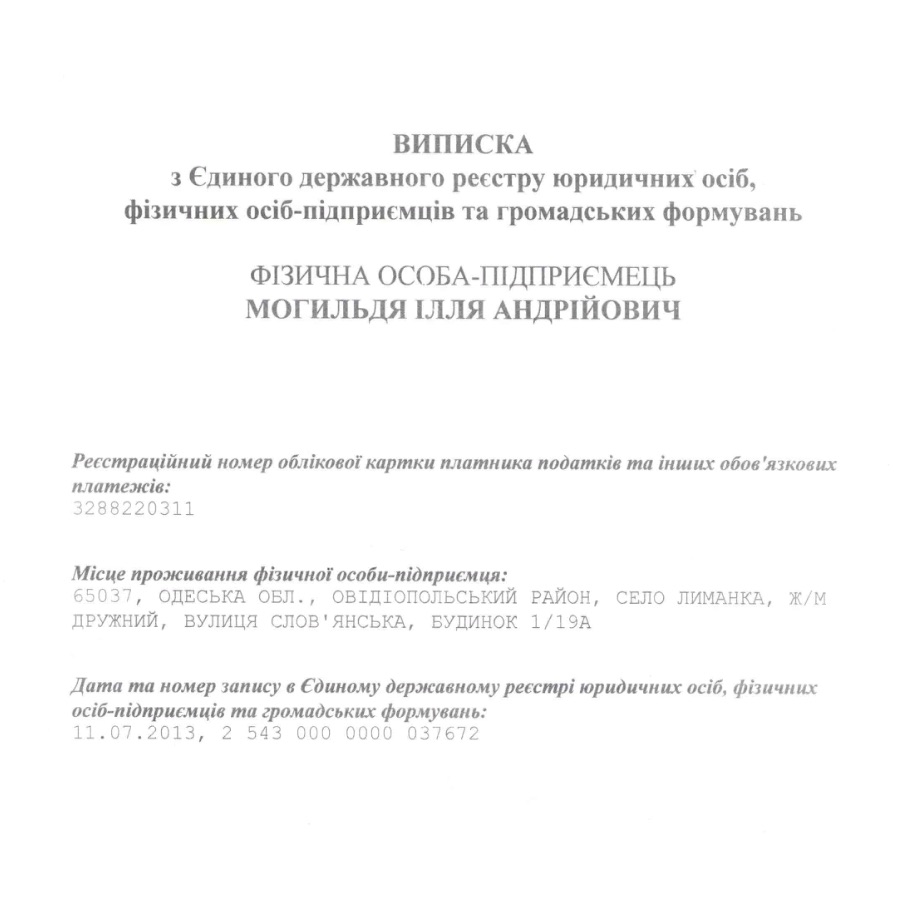 ВИПИСКА
з Єдиного державного реєстру юридичних осіб,
фізичних осіб-підприємців та громадських формувань
ФІЗИЧНА ОСОБА-ПІДПРИЄМЕЦЬ
МОГИЛЬДЯ ІЛЛЯ АНДРІЙОВИЧ
Реєстраційний номер облікової картки платника податків та інших обов'язкових
платежів:
3288220311
Місце проживання фізичної особи-підприємця:
65037, ОДЕСЬКА ОБЛ., ОВІДІОПОЛЬСЬКИЙ РАЙОН, СЕЛО ЛИМАНКА, Ж/М
ДРУЖНИЙ, ВУЛИЦЯ СЛОВ'ЯНСЬКА, БУДИНОК 1/19А
Дата та номер запису в Єдиному державному реєстрі юридичних осіб, фізичних
осіб-підприємців та громадських формувань:
11.07.2013, 2 543 000 0000 037672